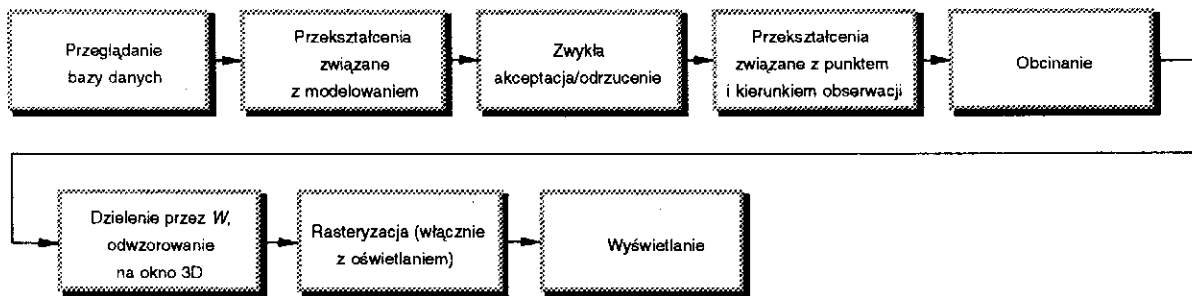 Przeglądanie
bazy danych
Przekształcenia
związane
z modelowaniem
Zwykła
akceptacja/odrzucenie
Przekształcenia
związane z punktem
i kierunkiem obserwacji
Obcinanie
Dzielenie przez W,
odwzorowanie
na okno 3D
Rasteryzacja (włącznie
z oświetlaniem)
Wyświetlanie